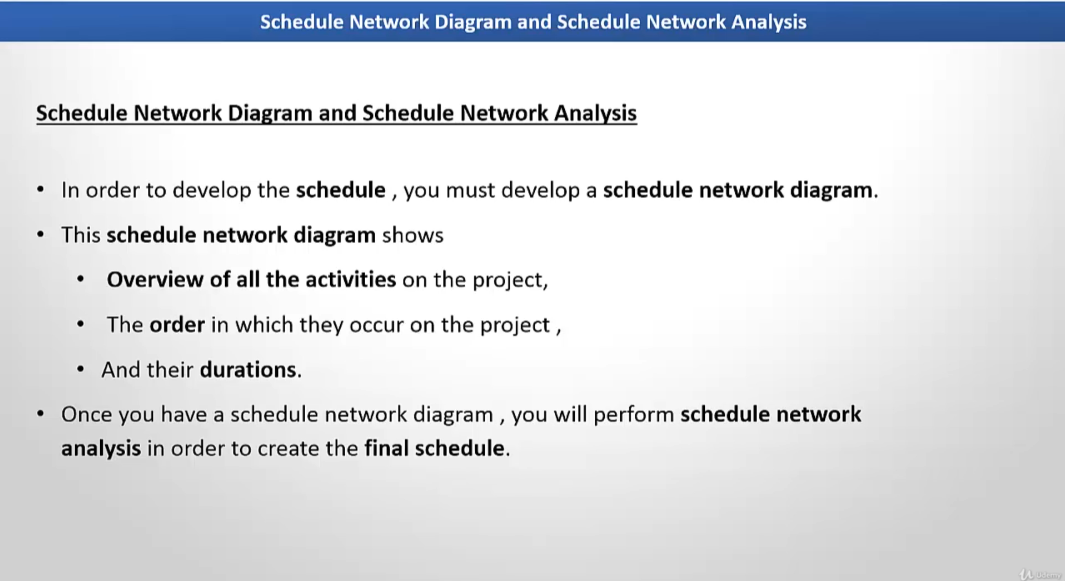 Schedule Network Diagram and Schedule Network Analysis
Schedule Network Diagram and Schedule Network Analysis
• In order to develop the schedule , you must develop a schedule network diagram.
• This schedule network diagram shows
• Overview of all the activities on the project,
• The order in which they occur on the project ,
• And their durations.
• Once you have a schedule network diagram , you will perform schedule network
analysis in order to create the final schedule.
Udemy